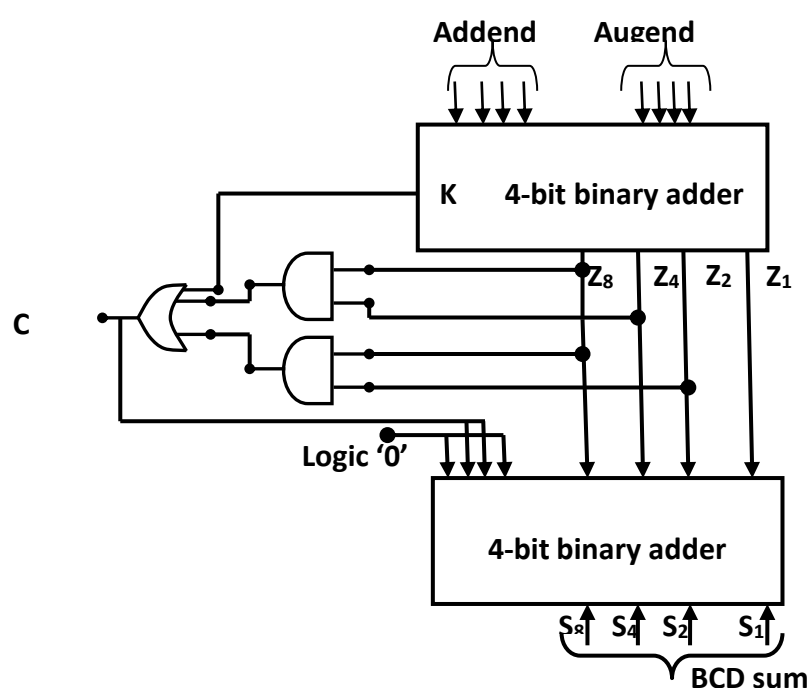 Addend Augend
K 4-bit binary adder
Z₈ Z₄ Z₂ Z₁
C
Logic ‘0’
4-bit binary adder
S₈ S₄ S₂ S₁
BCD sum